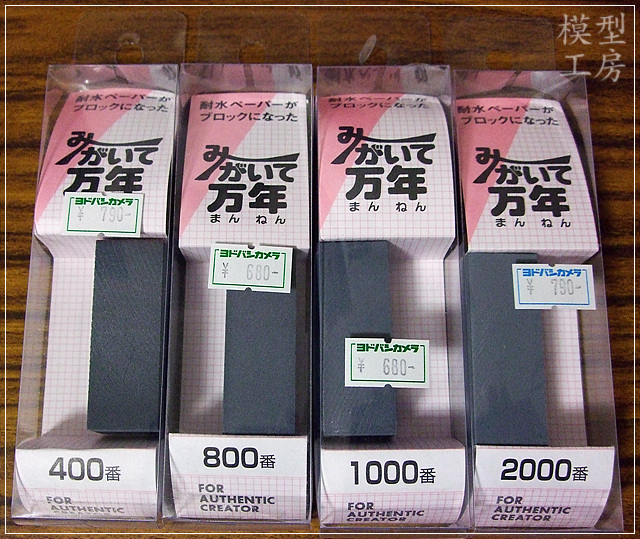 模型
工房
耐水ペーパーが
ブロックになった
みがいて
万年
ヨドバシカメラ
¥ 790-
400番
FOR
AUTHENTIC
CREATOR
耐水ペーパーが
ブロックになった
みがいて
万年
まんねん
ヨドバシカメラ
¥ 680-
800番
FOR
AUTHENTIC
CREATOR
耐水ペーパーが
ブロックになった
みがいて
万年
まんねん
ヨドバシカメラ
¥ 680-
1000番
FOR
AUTHENTIC
CREATOR
耐水ペーパーが
ブロックになった
みがいて
万年
まんねん
ヨドバシカメラ
¥ 790-
2000番
FOR
AUTHENTIC
CREATOR